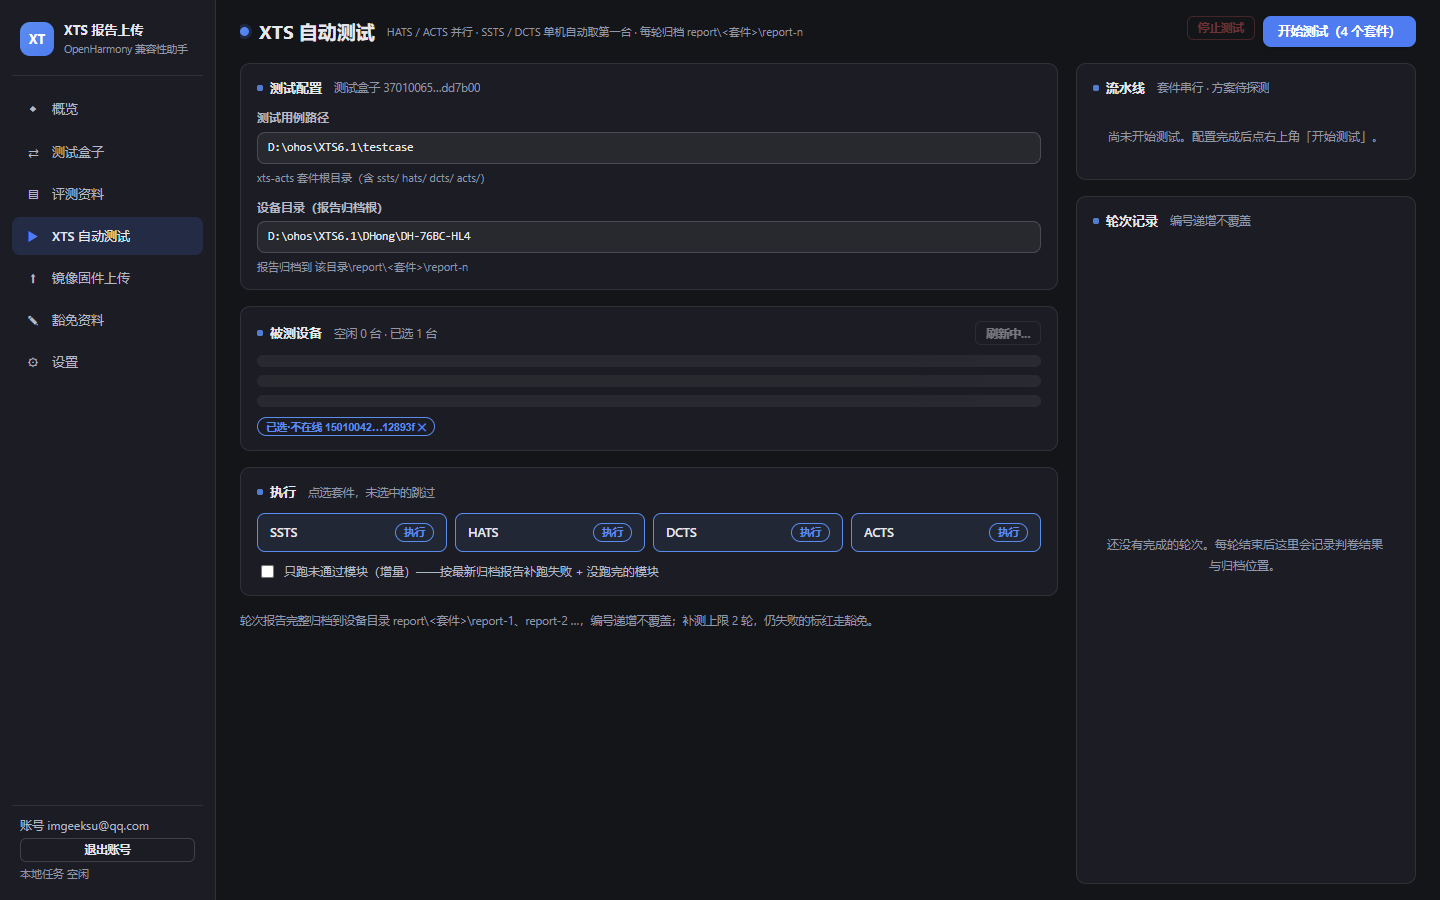 XT
XTS 报告上传
OpenHarmony 兼容性助手
概览
测试盒子
评测资料
XTS 自动测试
镜像固件上传
豁免资料
设置
账号 imgeeksu@qq.com
退出账号
本地任务 空闲
XTS 自动测试
HATS / ACTS 并行 · SSTS / DCTS 单机自动取第一台 · 每轮归档 report\<套件>\report-n
停止测试
开始测试（4 个套件）
测试配置 测试盒子 37010065…dd7b00
测试用例路径
D:\ohos\XTS6.1\testcase
xts-acts 套件根目录（含 ssts/ hats/ dcts/ acts/）
设备目录（报告归档根）
D:\ohos\XTS6.1\DHong\DH-76BC-HL4
报告归档到 该目录\report\<套件>\report-n
被测设备 空闲 0 台 · 已选 1 台
刷新中…
已选·不在线 15010042…12893f ✕
执行 点选套件，未选中的跳过
SSTS 执行
HATS 执行
DCTS 执行
ACTS 执行
只跑未通过模块（增量）——按最新归档报告补跑失败 + 没跑完的模块
轮次报告完整归档到设备目录 report\<套件>\report-1、report-2 …，编号递增不覆盖；补测上限 2 轮，仍失败的标红走豁免。
流水线 套件串行 · 方案待探测
尚未开始测试。配置完成后点右上角「开始测试」。
轮次记录 编号递增不覆盖
还没有完成的轮次。每轮结束后这里会记录判卷结果
与归档位置。